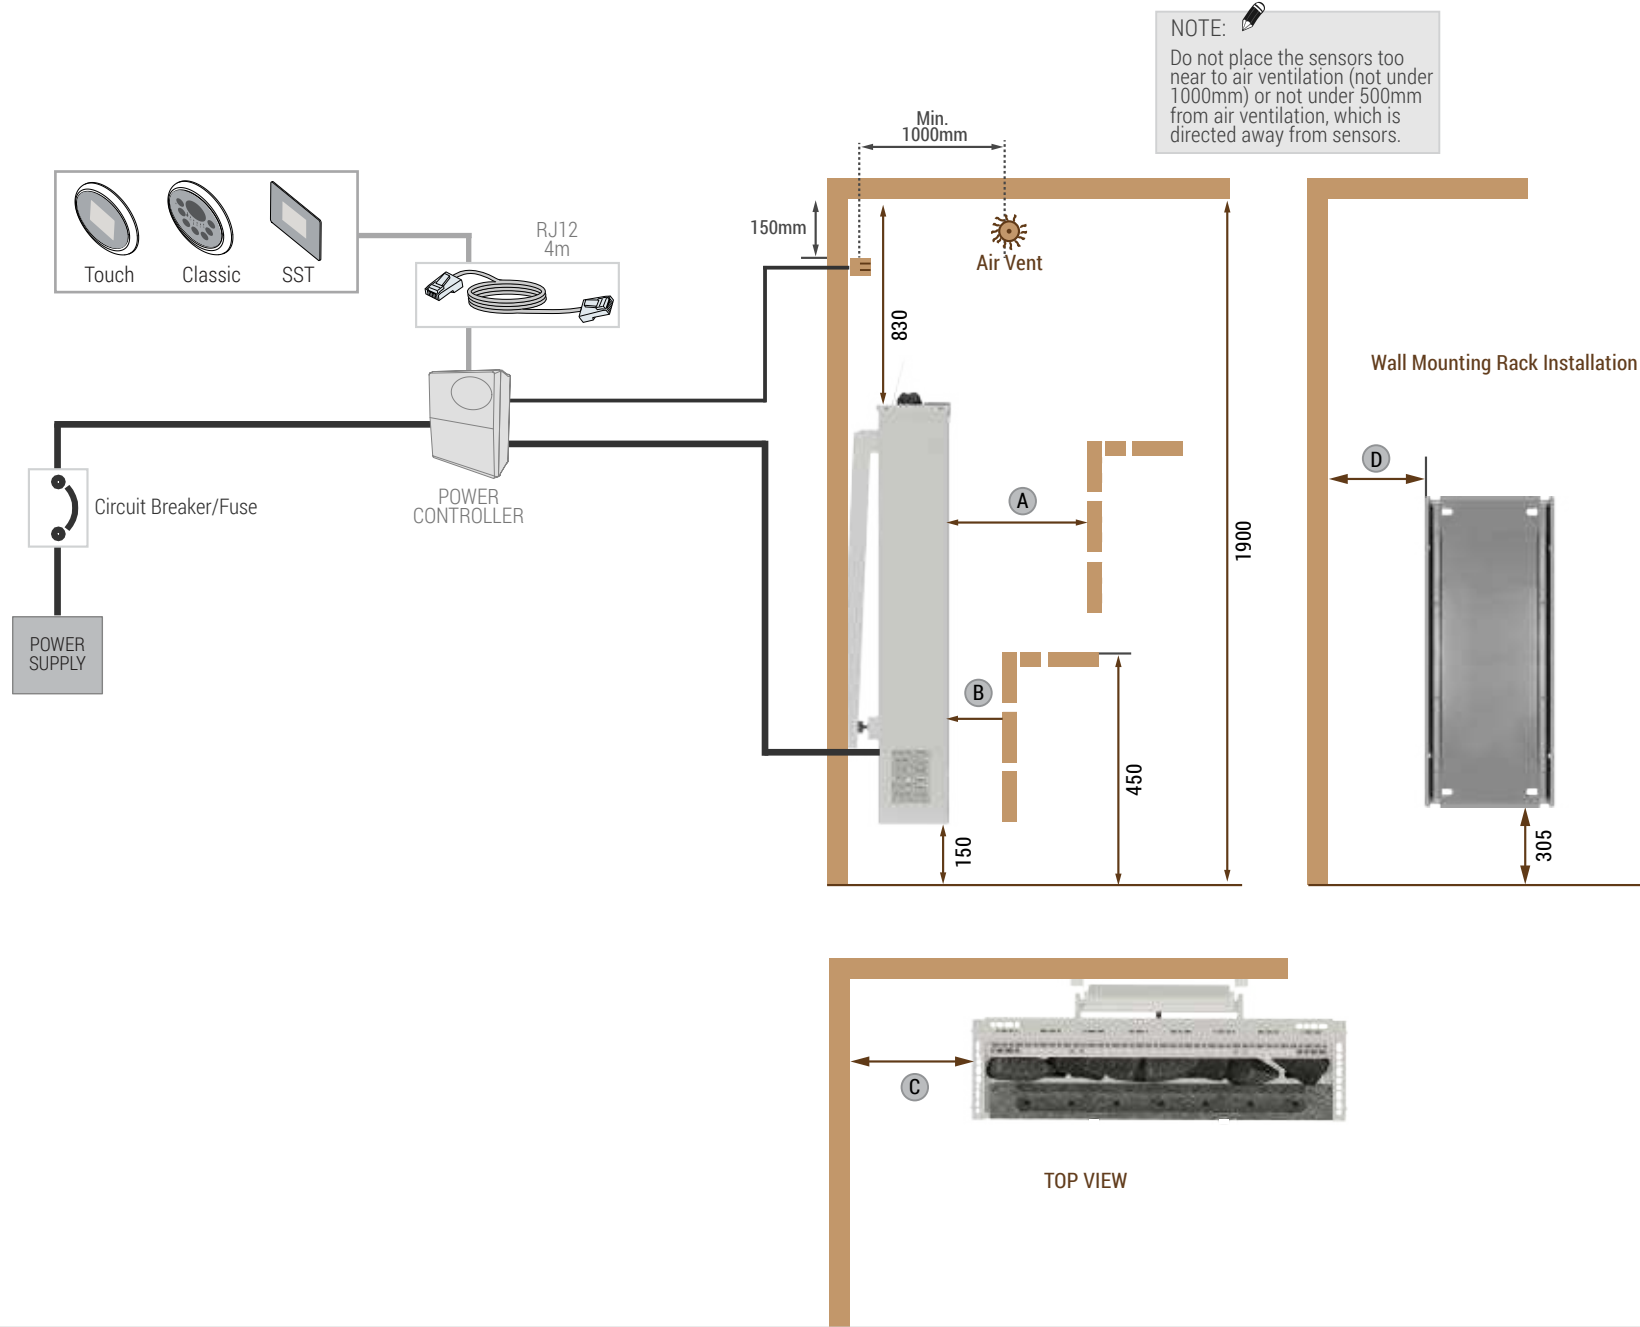 NOTE:
Do not place the sensors too
near to air ventilation (not under
1000mm) or not under 500mm
from air ventilation, which is
directed away from sensors.
Min.
1000mm
150mm
Air Vent
830
RJ12
4m
Touch
Classic
SST
POWER
CONTROLLER
Circuit Breaker/Fuse
POWER
SUPPLY
A
B
1900
450
150
Wall Mounting Rack Installation
D
305
C
TOP VIEW